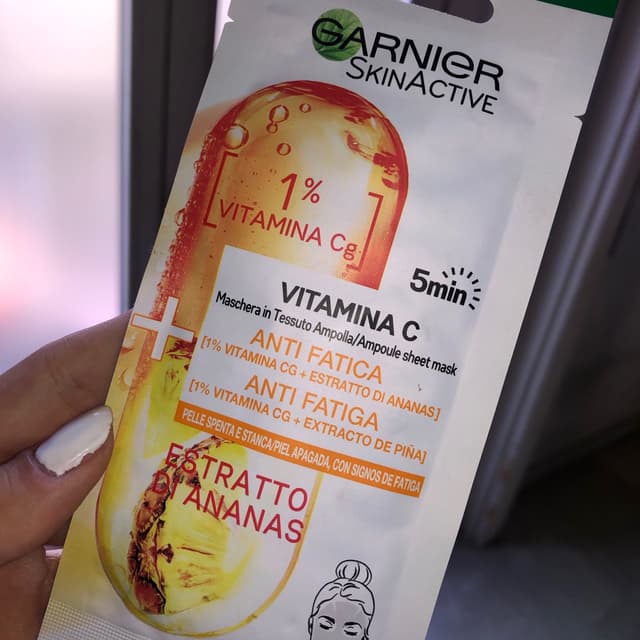 GARNIER
SKINACTIVE
1%
VITAMINA Cg
5min
VITAMINA C
Maschera in Tessuto Ampolla/Ampoule sheet mask
ANTI FATICA
[1% VITAMINA CG + ESTRATTO DI ANANAS]
ANTI FATIGA
[1% VITAMINA CG + EXTRACTO DE PIÑA]
PELLE SPENTA E STANCA/PIEL APAGADA, CON SIGNOS DE FATIGA
ESTRATTO
DI ANANAS